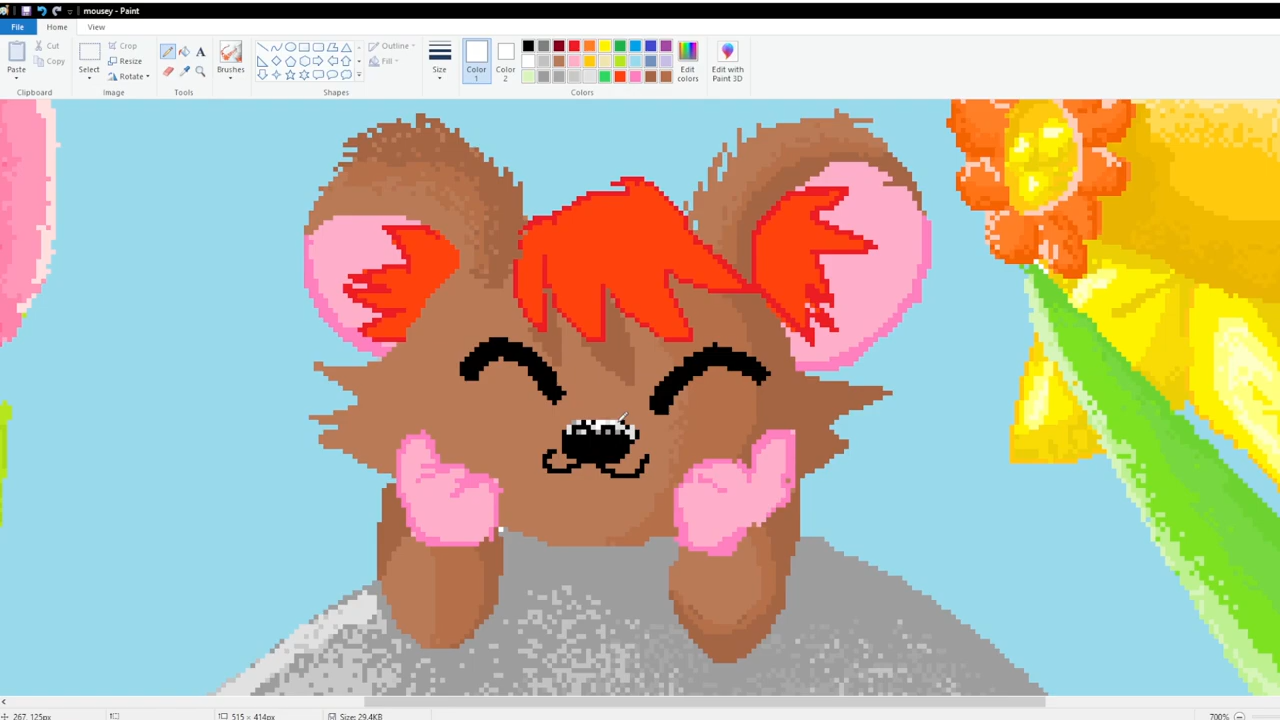 mousey - Paint
File Home View
Paste Cut Copy
Clipboard
Select Crop Resize Rotate
Image
A
Tools
Brushes
Outline Fill
Shapes
Size
Color 1 Color 2
Edit colors
Edit with Paint 3D
Colors
267, 125px 515 × 414px Size: 29.4KB 700%